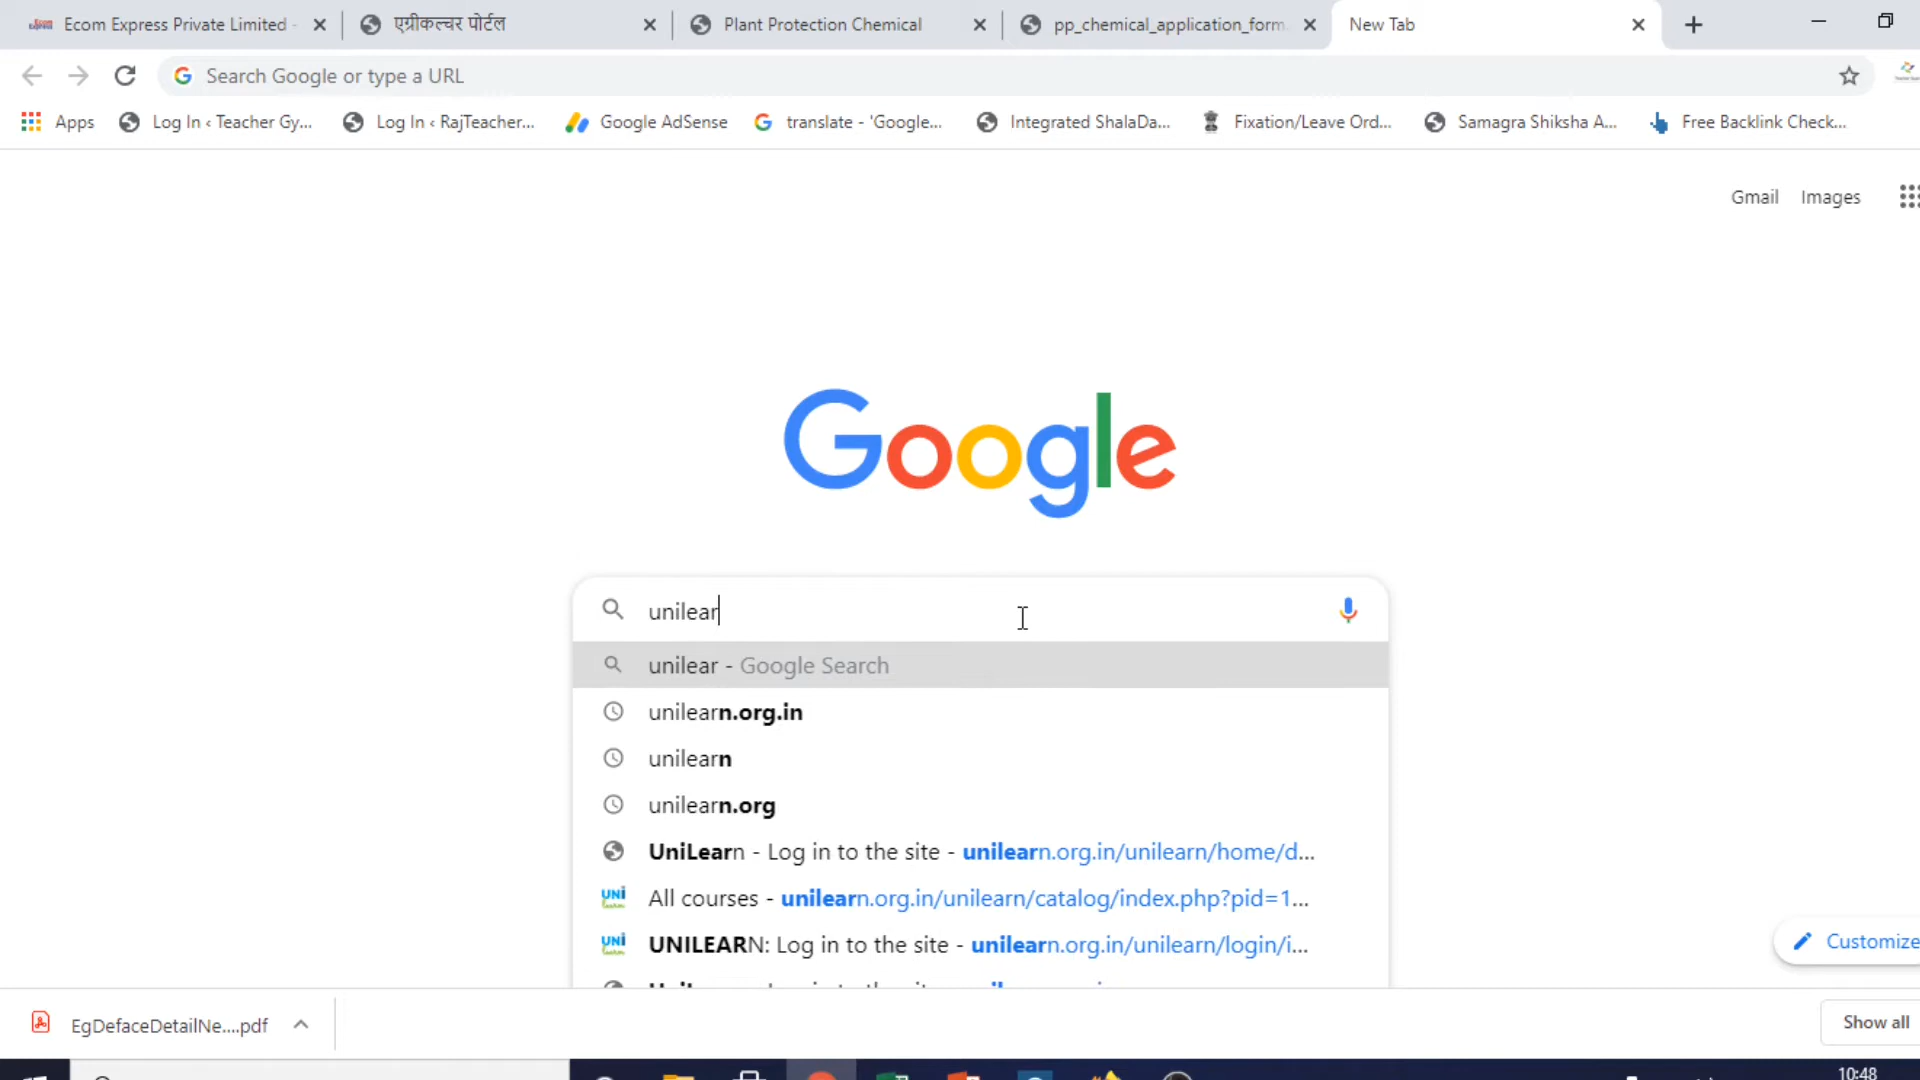 Ecom Express Private Limited -
एग्रीकल्चर पोर्टल
Plant Protection Chemical
pp_chemical_application_form.
New Tab
Search Google or type a URL
Apps
Log In ‹ Teacher Gy...
Log In ‹ RajTeacher...
Google AdSense
translate - 'Google...
Integrated ShalaDa...
Fixation/Leave Ord...
Samagra Shiksha A...
Free Backlink Check...
Gmail
Images
Google
unilear
unilear - Google Search
unilearn.org.in
unilearn
unilearn.org
UniLearn - Log in to the site - unilearn.org.in/unilearn/home/d...
All courses - unilearn.org.in/unilearn/catalog/index.php?pid=1...
UNILEARN: Log in to the site - unilearn.org.in/unilearn/login/i...
Customize
EgDefaceDetailNe....pdf
Show all
10:48